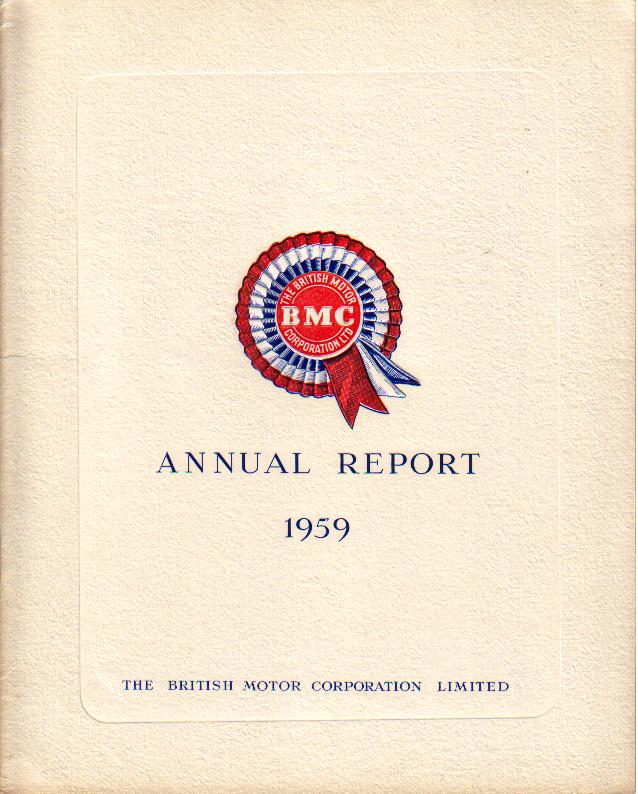 THE BRITISH MOTOR
BMC
CORPORATION LTD
ANNUAL REPORT
1959
THE BRITISH MOTOR CORPORATION LIMITED